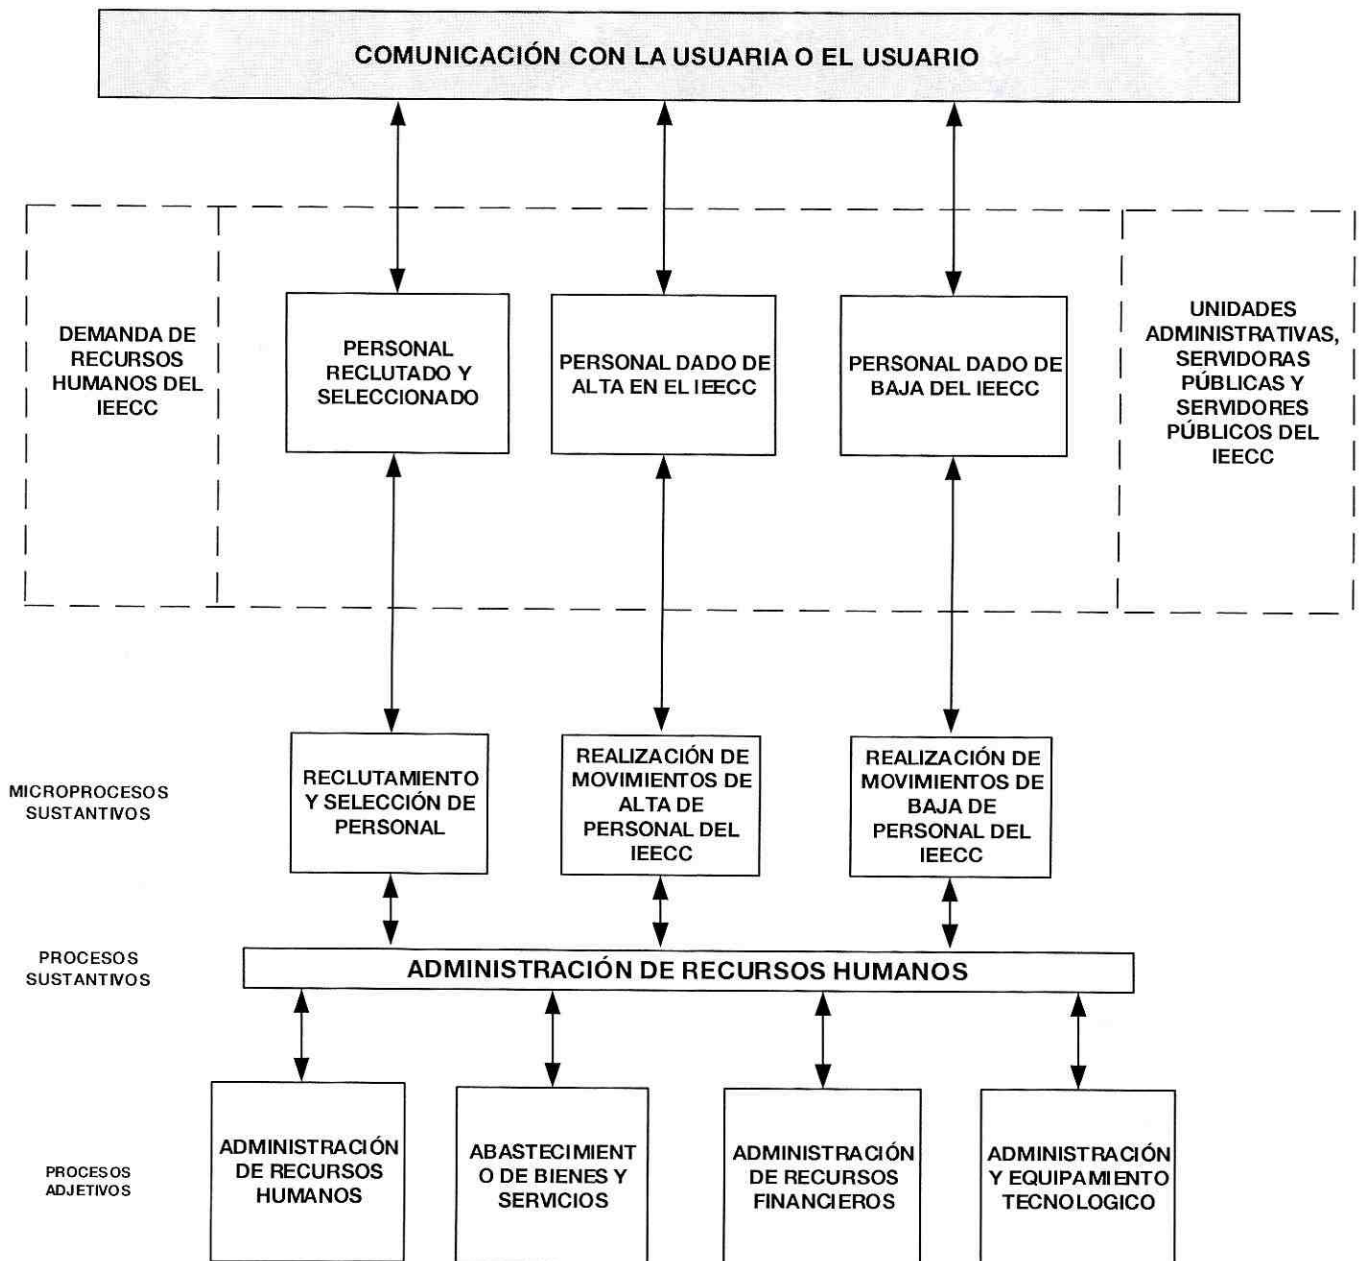 COMUNICACIÓN CON LA USUARIA O EL USUARIO
DEMANDA DE
RECURSOS
HUMANOS DEL
IEECC
PERSONAL
RECLUTADO Y
SELECCIONADO
PERSONAL DADO DE
ALTA EN EL IEECC
PERSONAL DADO DE
BAJA DEL IEECC
UNIDADES
ADMINISTRATIVAS,
SERVIDORAS
PÚBLICAS Y
SERVIDORES
PÚBLICOS DEL
IEECC
MICROPROCESOS
SUSTANTIVOS
RECLUTAMIENTO
Y SELECCIÓN DE
PERSONAL
REALIZACIÓN DE
MOVIMIENTOS DE
ALTA DE
PERSONAL DEL
IEECC
REALIZACIÓN DE
MOVIMIENTOS DE
BAJA DE
PERSONAL DEL
IEECC
PROCESOS
SUSTANTIVOS
ADMINISTRACIÓN DE RECURSOS HUMANOS
PROCESOS
ADJETIVOS
ADMINISTRACIÓN
DE RECURSOS
HUMANOS
ABASTECIMIENT
O DE BIENES Y
SERVICIOS
ADMINISTRACIÓN
DE RECURSOS
FINANCIEROS
ADMINISTRACIÓN
Y EQUIPAMIENTO
TECNOLOGICO